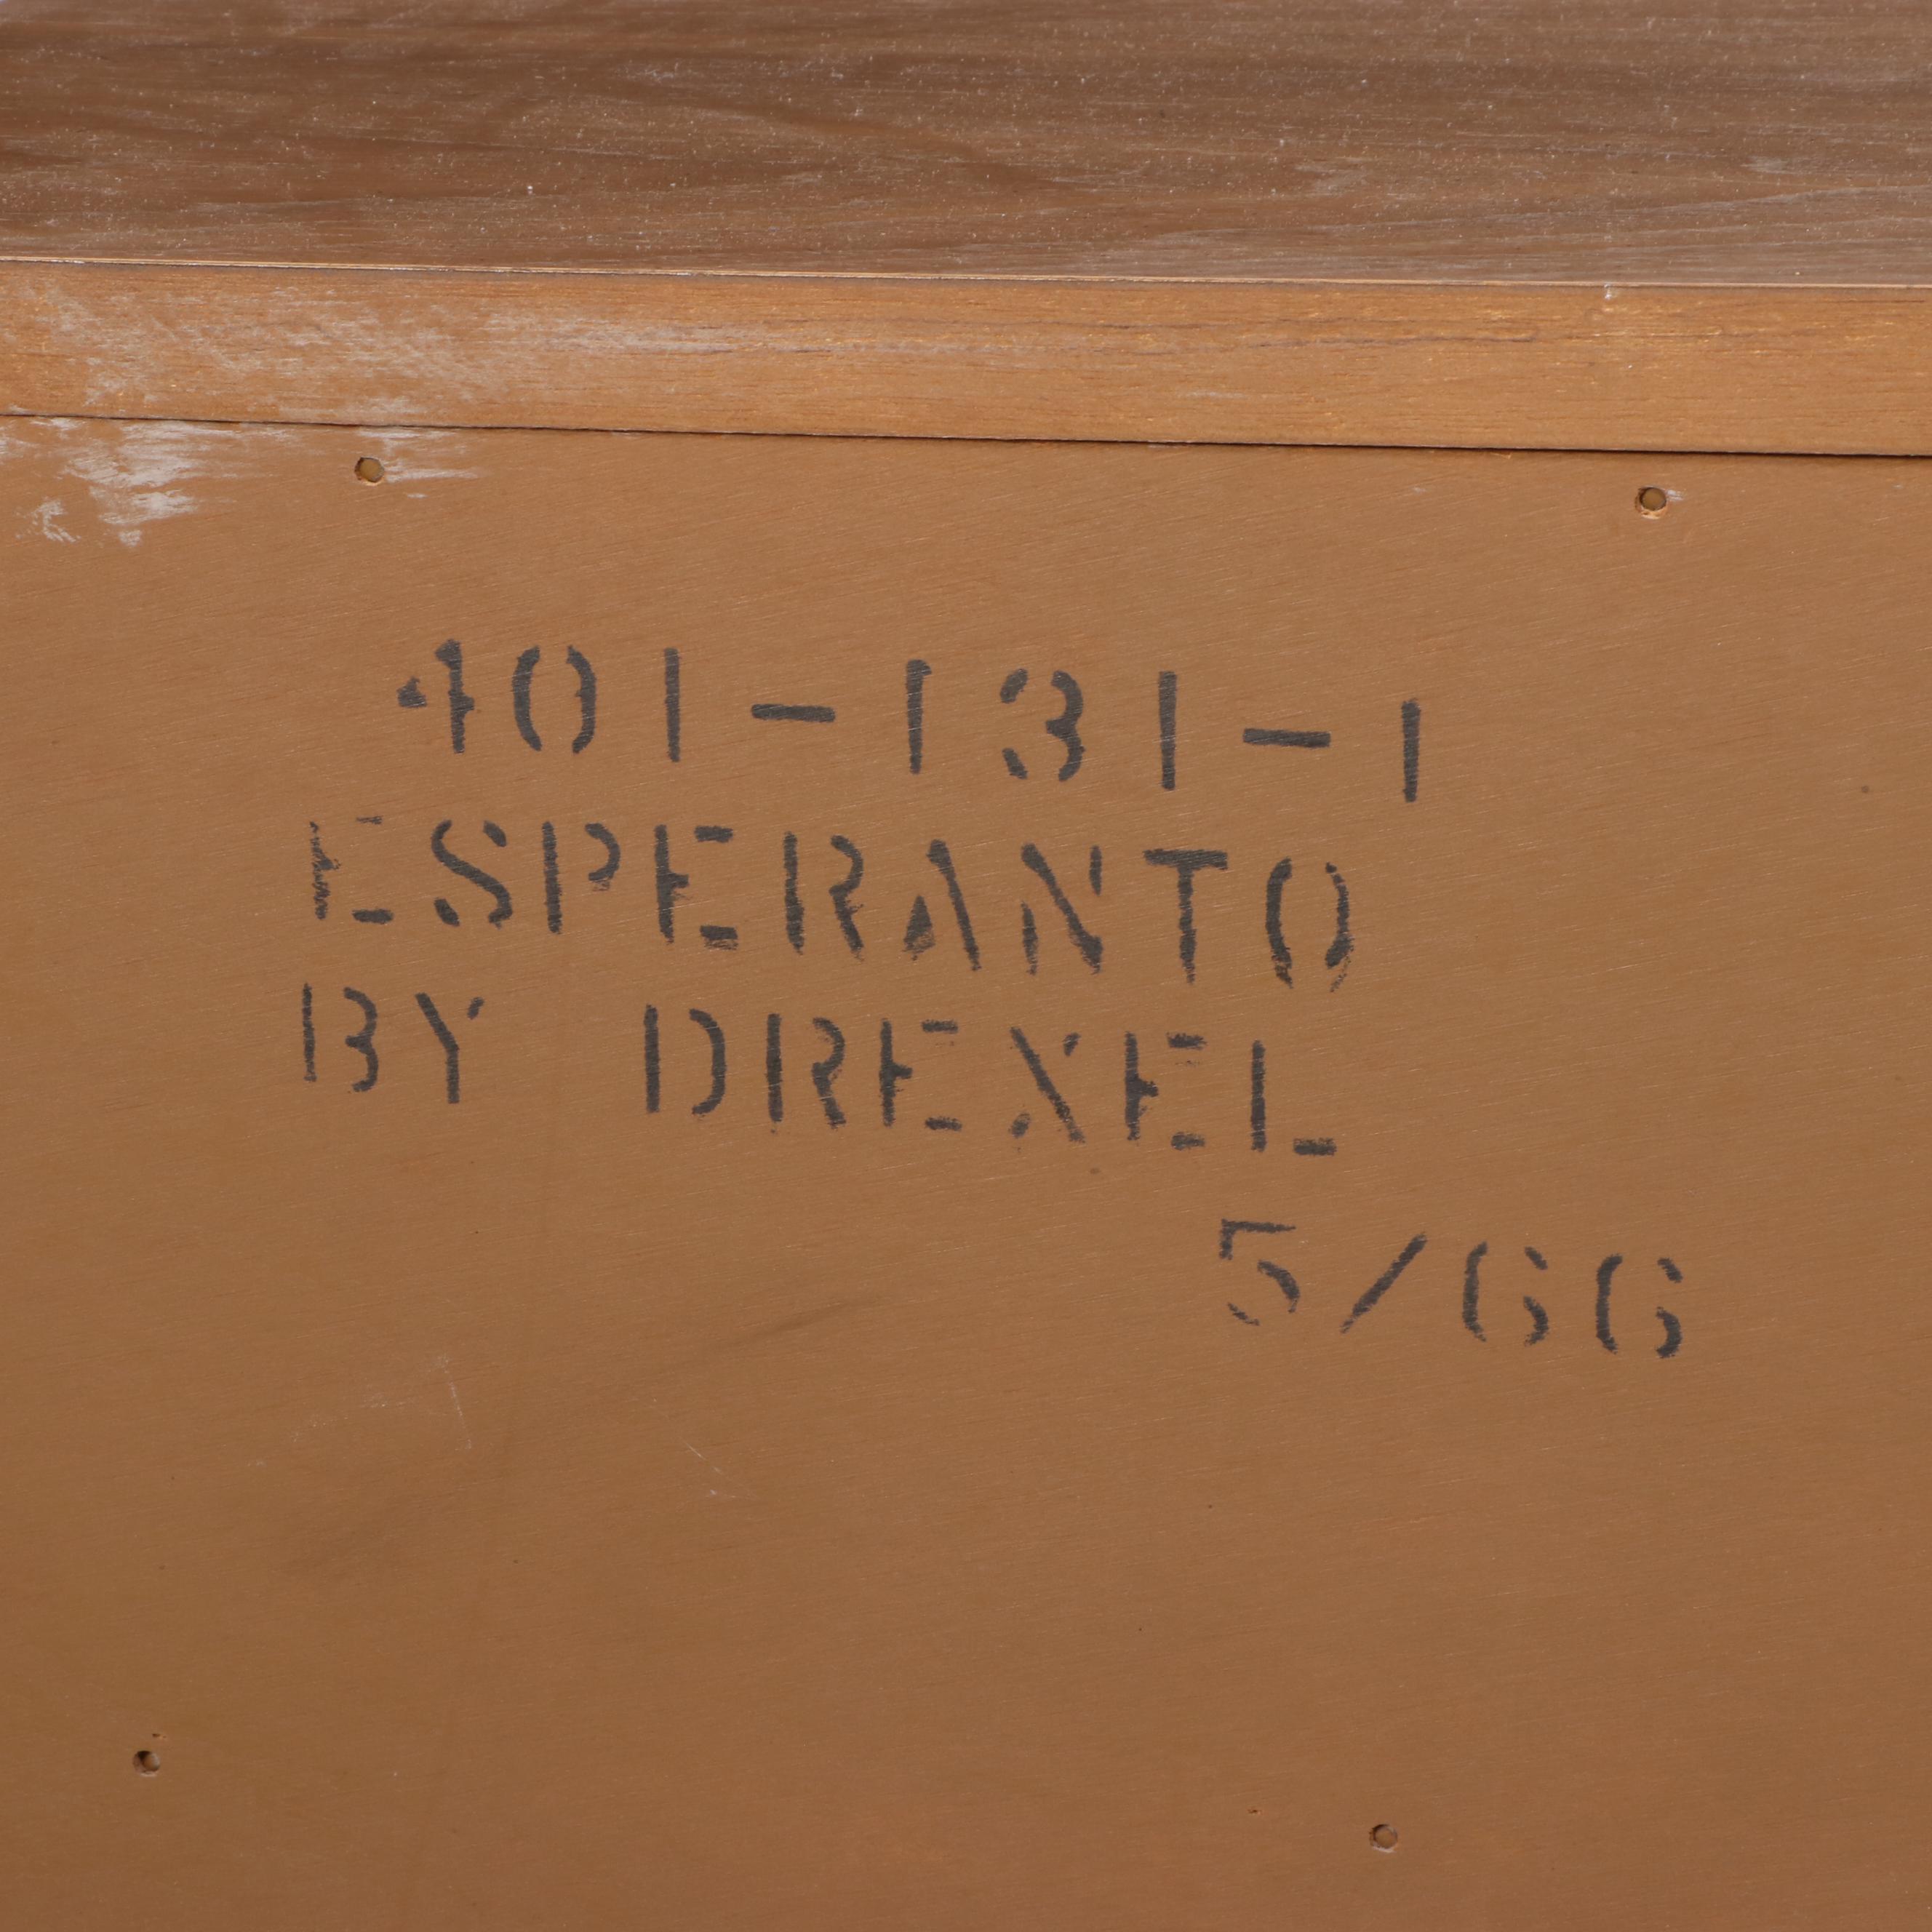 401-131-1
ESPERANTO
BY DREXEL
5/66